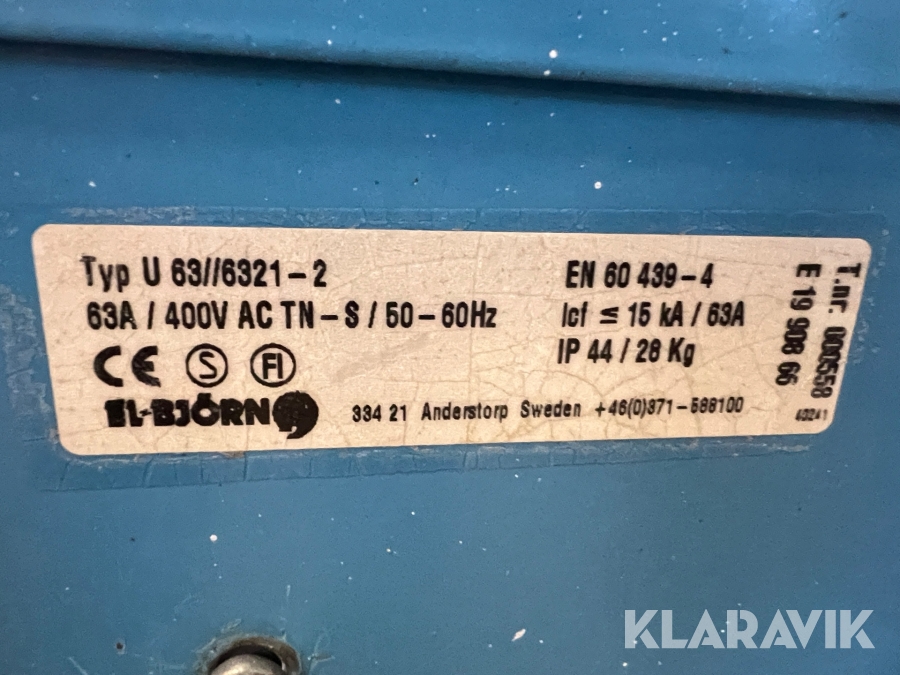 Typ U 63//6321-2
63A / 400V AC TN-S / 50-60Hz
CE S FI
EL-BJÖRN
EN 60 439-4
Icf ≤ 15 kA / 63A
IP 44 / 28 Kg
334 21 Anderstorp Sweden +46(0)371-588100
T.nr. 000558
E 19 908 66
40241
KLARAVIK